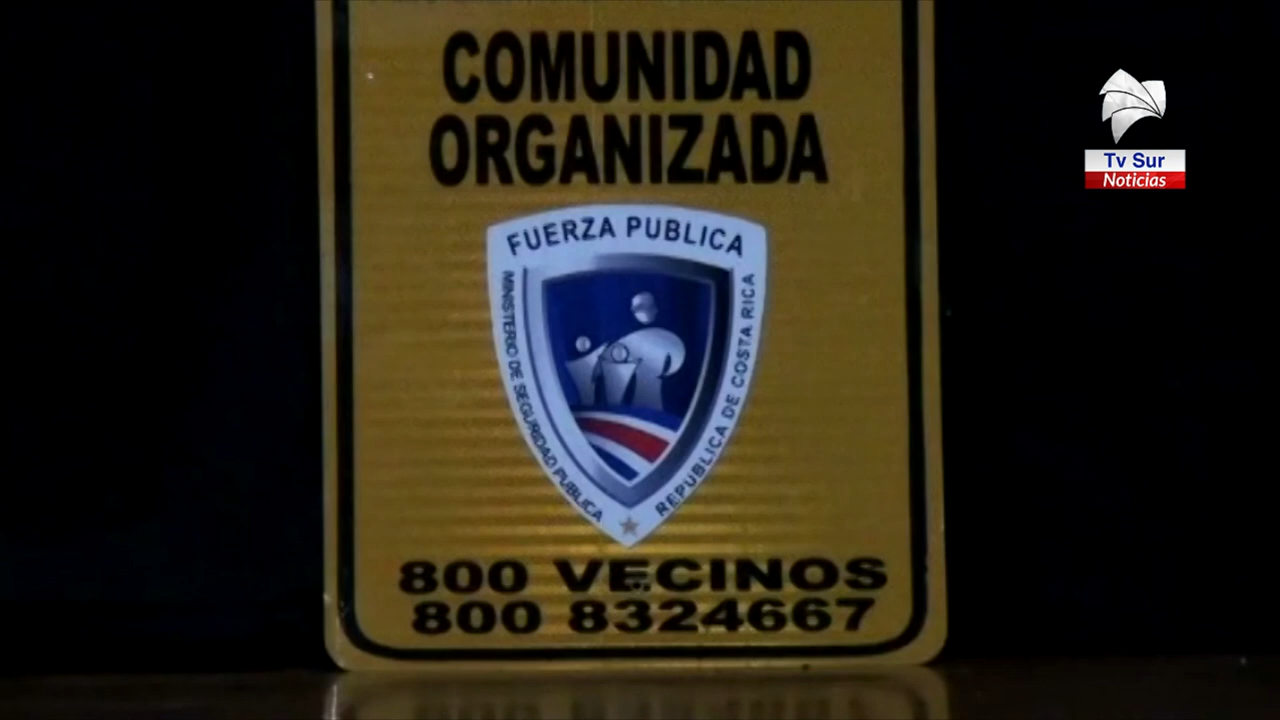 COMUNIDAD
ORGANIZADA
FUERZA PUBLICA
MINISTERIO DE SEGURIDAD PUBLICA
REPUBLICA DE COSTA RICA
800 VECINOS
800 8324667
Tv Sur
Noticias